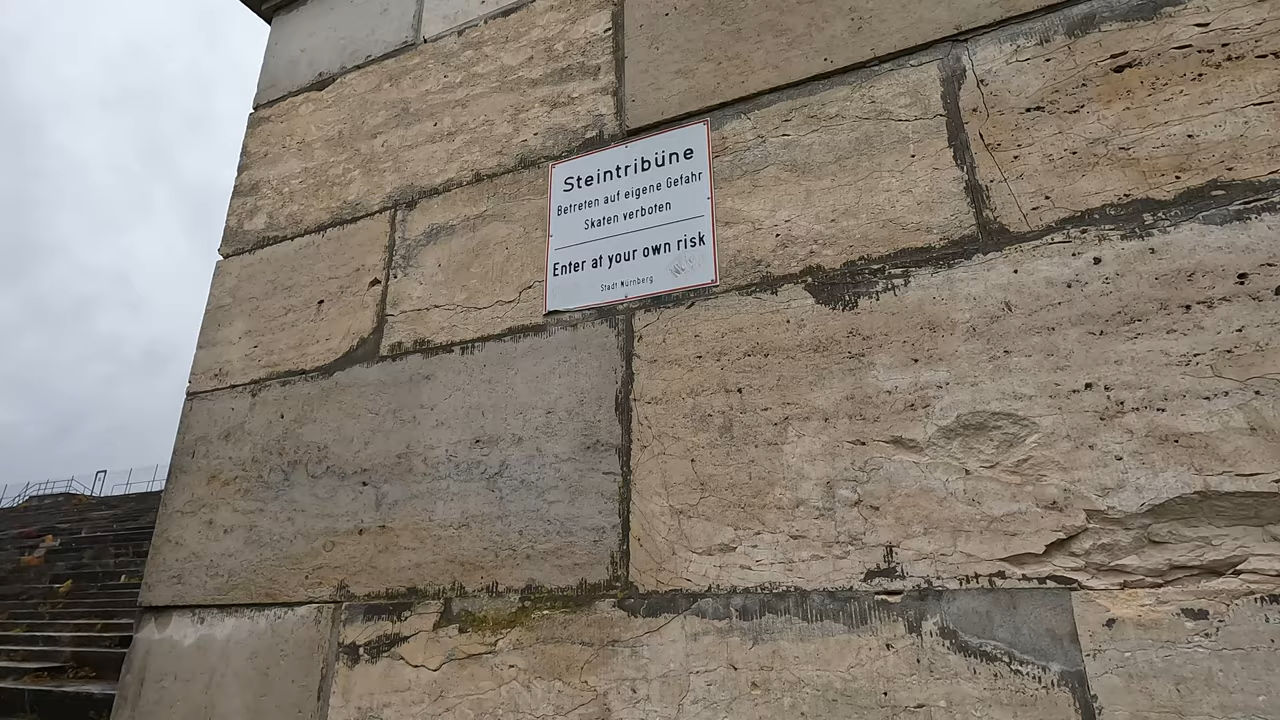 Steintribüne
Betreten auf eigene Gefahr
Skaten verboten
Enter at your own risk
Stadt Nürnberg